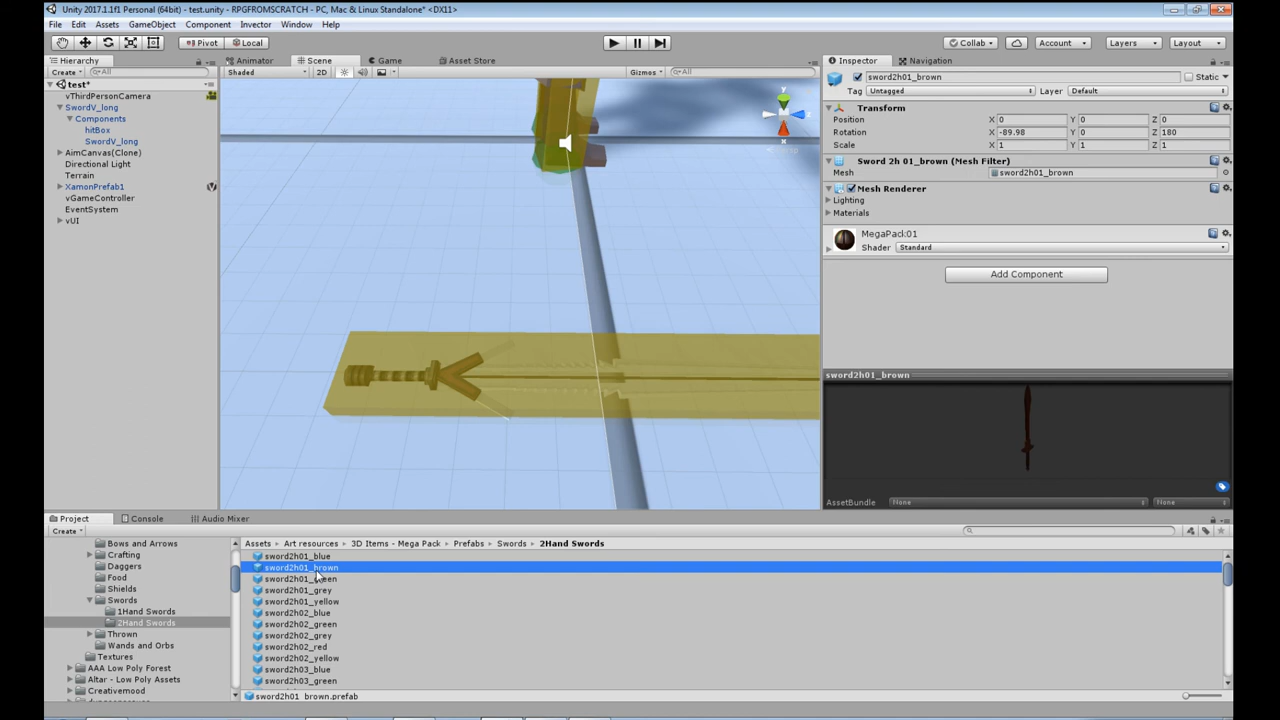 Unity 2017.1.1f1 (64bit) - test.unity - RPGFROMSCRATCH - PC, Mac & Linux Standalone* <DX11>
File Edit Assets GameObject Component Invector Window Help
Pivot Local Collab Account Layers Layout
Hierarchy Animator Scene Game Asset Store Inspector Navigation
Create All Shaded 2D Gizmos All sword2h01_brown Static
test*
Tag Untagged Layer Default
vThirdPersonCamera
SwordV_long Transform
Components Position X 0 Y 0 Z 0
hitBox Rotation X -89.98 Y 0 Z 180
SwordV_long Scale X 1 Y 1 Z 1
AimCanvas(Clone)
Directional Light Sword 2h 01_brown (Mesh Filter)
Terrain Mesh sword2h01_brown
XamonPrefab1 Mesh Renderer
vGameController Lighting
EventSystem Materials
vUI
MegaPack:01
Shader Standard
Add Component
sword2h01_brown
AssetBundle None None
Project Console Audio Mixer
Create
Bows and Arrows Assets Art resources 3D Items - Mega Pack Prefabs Swords 2Hand Swords
Crafting sword2h01_blue
Daggers sword2h01_brown
Food sword2h01_green
Shields sword2h01_grey
Swords sword2h01_yellow
1Hand Swords sword2h02_blue
2Hand Swords sword2h02_green
Thrown sword2h02_grey
Wands and Orbs sword2h02_red
Textures sword2h02_yellow
AAA Low Poly Forest sword2h03_blue
Altar - Low Poly Assets sword2h03_green
Creativemood sword2h01_brown.prefab